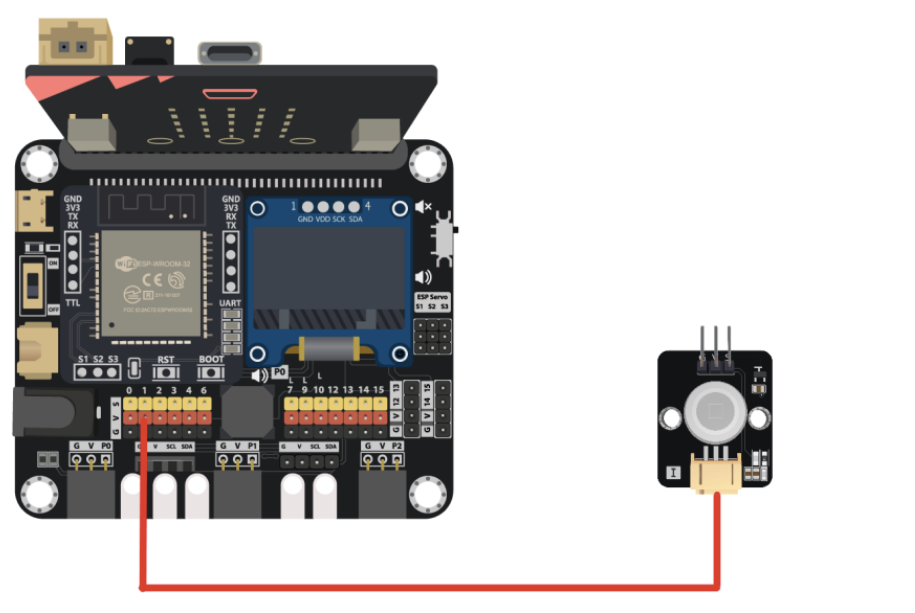 1 4
GND VDD SCK SDA
GND
3V3
TX
RX
GND
3V3
RX
TX
WiFi ESP-WROOM-32
CE
R
ON
OFF
TTL
UART
ESP Servo
S1 S2 S3
S1 S2 S3
RST
BOOT
P0
L L L
0 1 2 3 4 6
7 9 10 12 13 14 15
S
V
G
13
12
V
G
15
14
V
G
G V P0
G V SCL SDA
G V P1
G V SCL SDA
G V P2
I